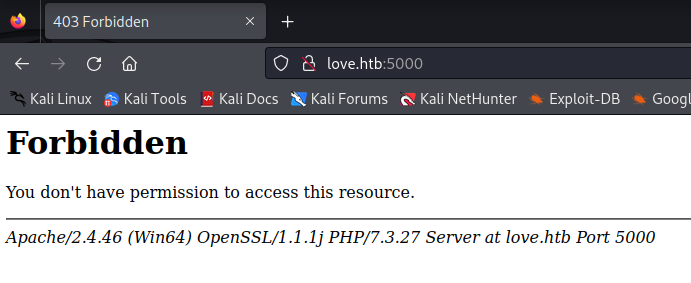 403 Forbidden
love.htb:5000
Kali Linux Kali Tools Kali Docs Kali Forums Kali NetHunter Exploit-DB Googl
Forbidden
You don't have permission to access this resource.
Apache/2.4.46 (Win64) OpenSSL/1.1.1j PHP/7.3.27 Server at love.htb Port 5000